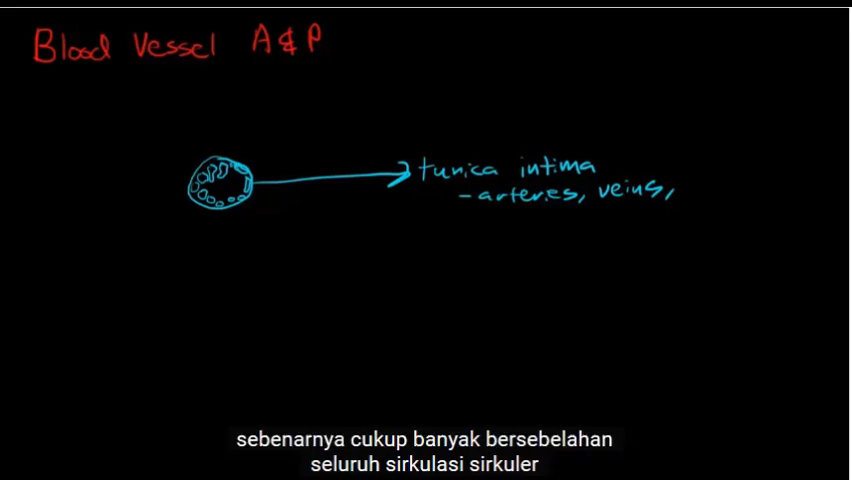 Blood Vessel A & P
tunica intima
- arteries, veins,
sebenarnya cukup banyak bersebelahan
seluruh sirkulasi sirkuler